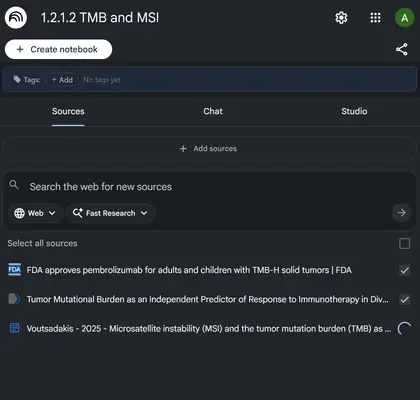 1.2.1.2 TMB and MSI
A
+ Create notebook
Tags: + Add No tags yet
Sources Chat Studio
+ Add sources
Search the web for new sources
Web Fast Research
Select all sources
FDA FDA approves pembrolizumab for adults and children with TMB-H solid tumors | FDA
Tumor Mutational Burden as an Independent Predictor of Response to Immunotherapy in Div...
Voutsadakis - 2025 - Microsatellite instability (MSI) and the tumor mutation burden (TMB) as ...